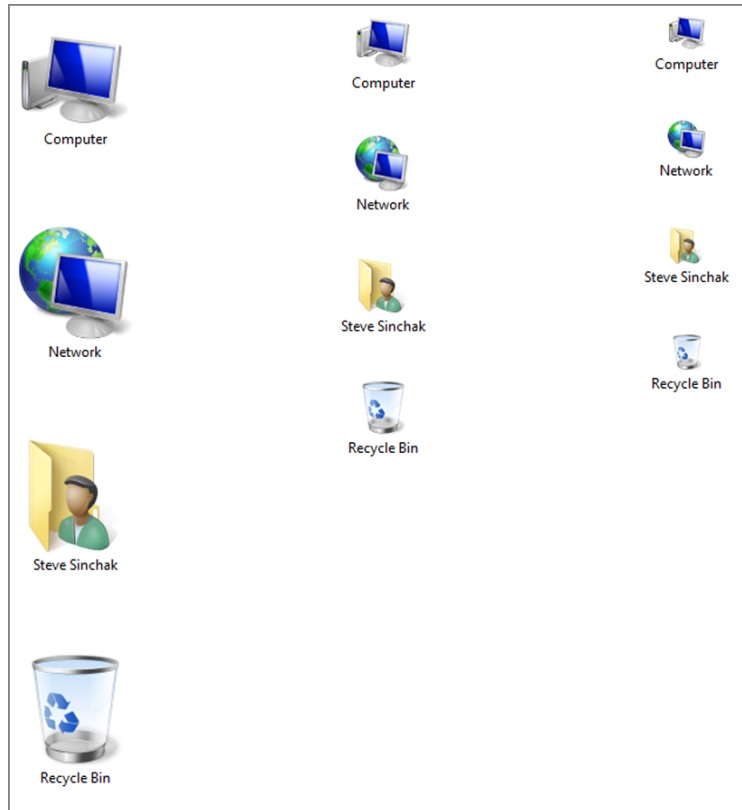 Computer
Network
Steve Sinchak
Recycle Bin
Computer
Network
Steve Sinchak
Recycle Bin
Computer
Network
Steve Sinchak
Recycle Bin